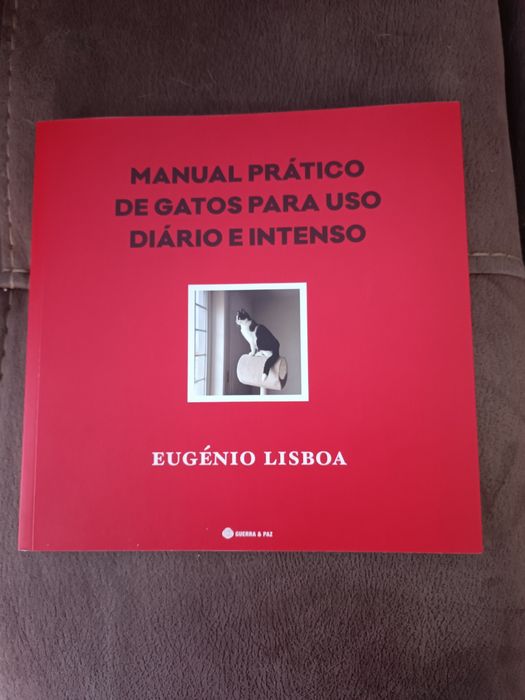 MANUAL PRÁTICO
DE GATOS PARA USO
DIÁRIO E INTENSO
EUGÉNIO LISBOA
GUERRA & PAZ